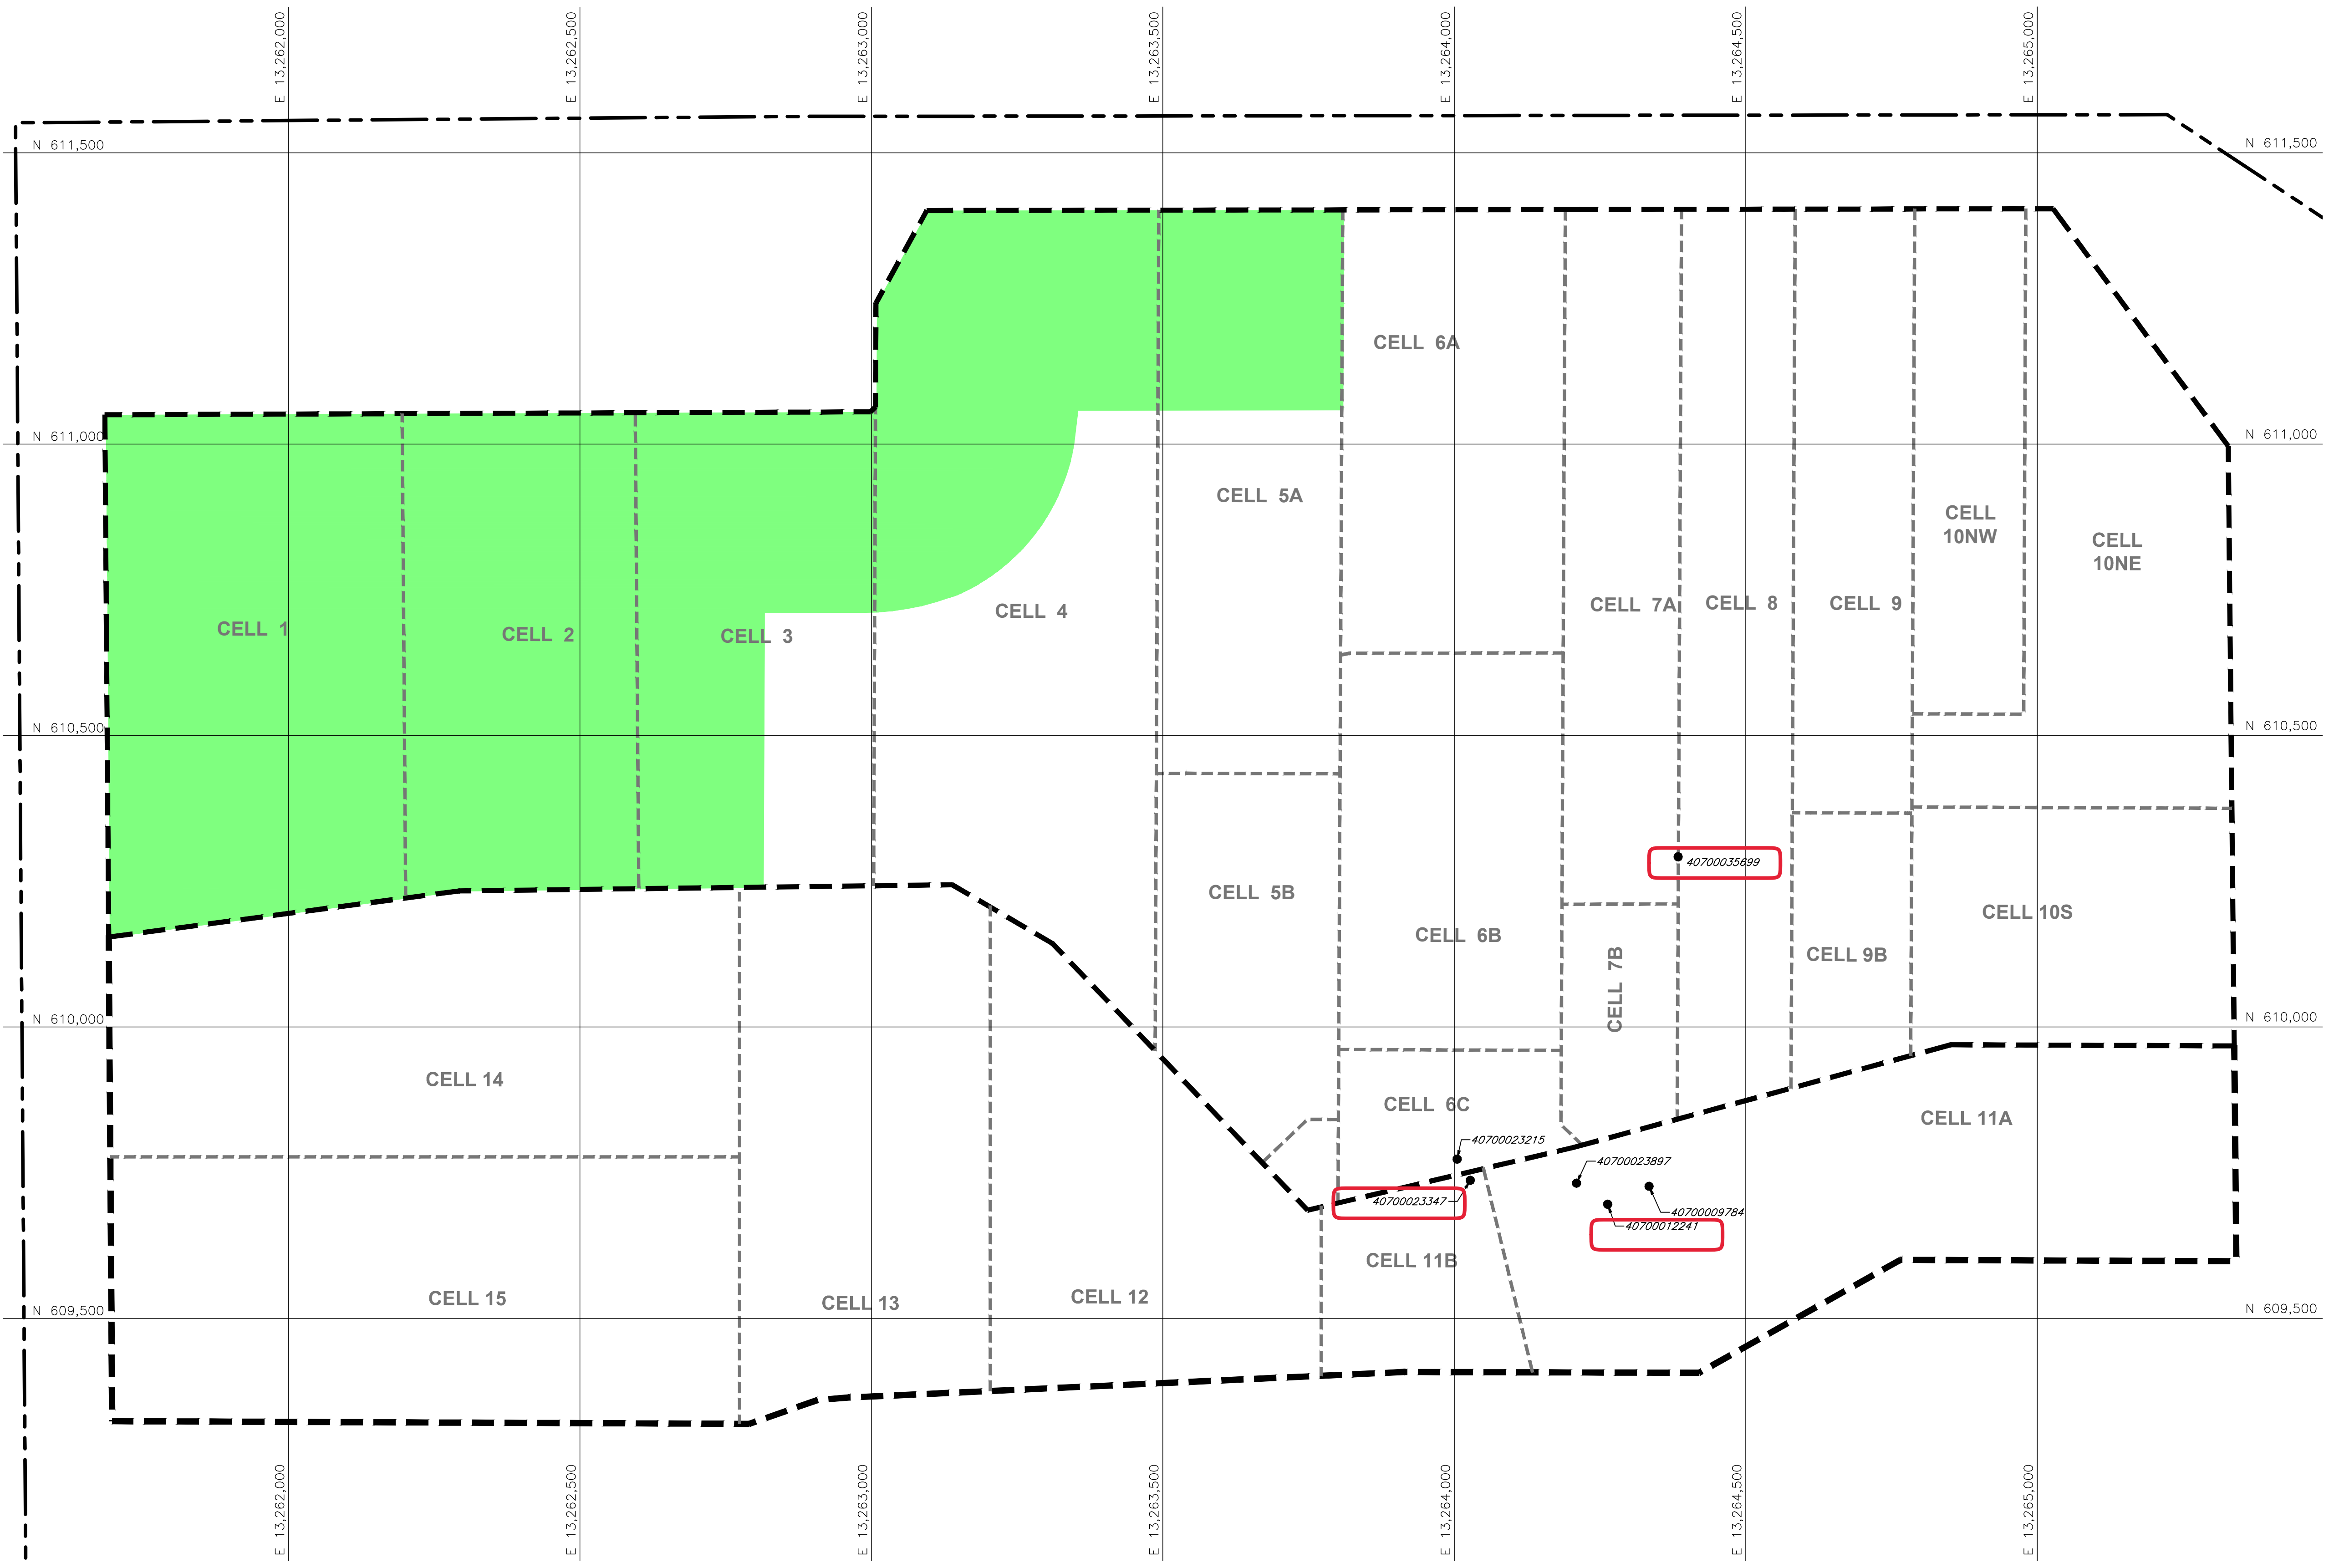 E 13,262,000
E 13,262,500
E 13,263,000
E 13,263,500
E 13,264,000
E 13,264,500
E 13,265,000
N 611,500
N 611,500
CELL 6A
N 611,000
N 611,000
CELL 5A
CELL
10NW
CELL
10NE
CELL 1
CELL 2
CELL 3
CELL 4
CELL 7A
CELL 8
CELL 9
N 610,500
N 610,500
40700035699
CELL 5B
CELL 6B
CELL 7B
CELL 9B
CELL 10S
N 610,000
N 610,000
CELL 14
CELL 6C
CELL 11A
40700023215
40700023897
40700023347
40700009784
40700012241
CELL 11B
CELL 15
CELL 13
CELL 12
N 609,500
N 609,500
E 13,262,000
E 13,262,500
E 13,263,000
E 13,263,500
E 13,264,000
E 13,264,500
E 13,265,000